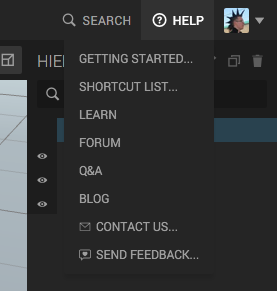 SEARCH
HELP
HIE
GETTING STARTED...
SHORTCUT LIST...
LEARN
FORUM
Q&A
BLOG
CONTACT US...
SEND FEEDBACK...